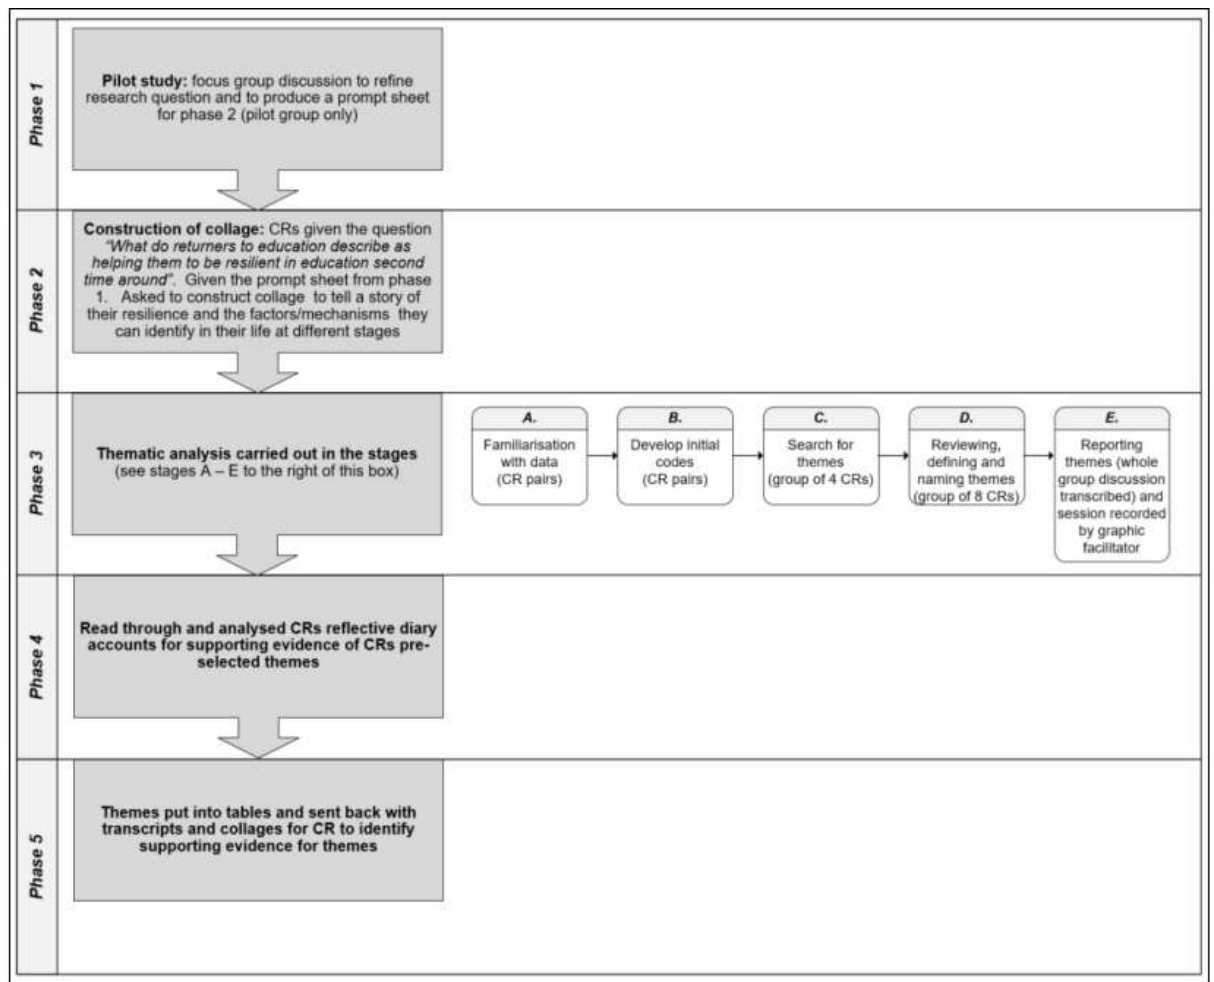 Phase 1
Pilot study: focus group discussion to refine
research question and to produce a prompt sheet
for phase 2 (pilot group only)
Phase 2
Construction of collage: CRs given the question
“What do returners to education describe as
helping them to be resilient in education second
time around”. Given the prompt sheet from phase
1. Asked to construct collage to tell a story of
their resilience and the factors/mechanisms they
can identify in their life at different stages
Phase 3
Thematic analysis carried out in the stages
(see stages A – E to the right of this box)
A.
Familiarisation
with data
(CR pairs)
B.
Develop initial
codes
(CR pairs)
C.
Search for
themes
(group of 4 CRs)
D.
Reviewing,
defining and
naming themes
(group of 8 CRs)
E.
Reporting
themes (whole
group discussion
transcribed) and
session recorded
by graphic
facilitator
Phase 4
Read through and analysed CRs reflective diary
accounts for supporting evidence of CRs pre-
selected themes
Phase 5
Themes put into tables and sent back with
transcripts and collages for CR to identify
supporting evidence for themes